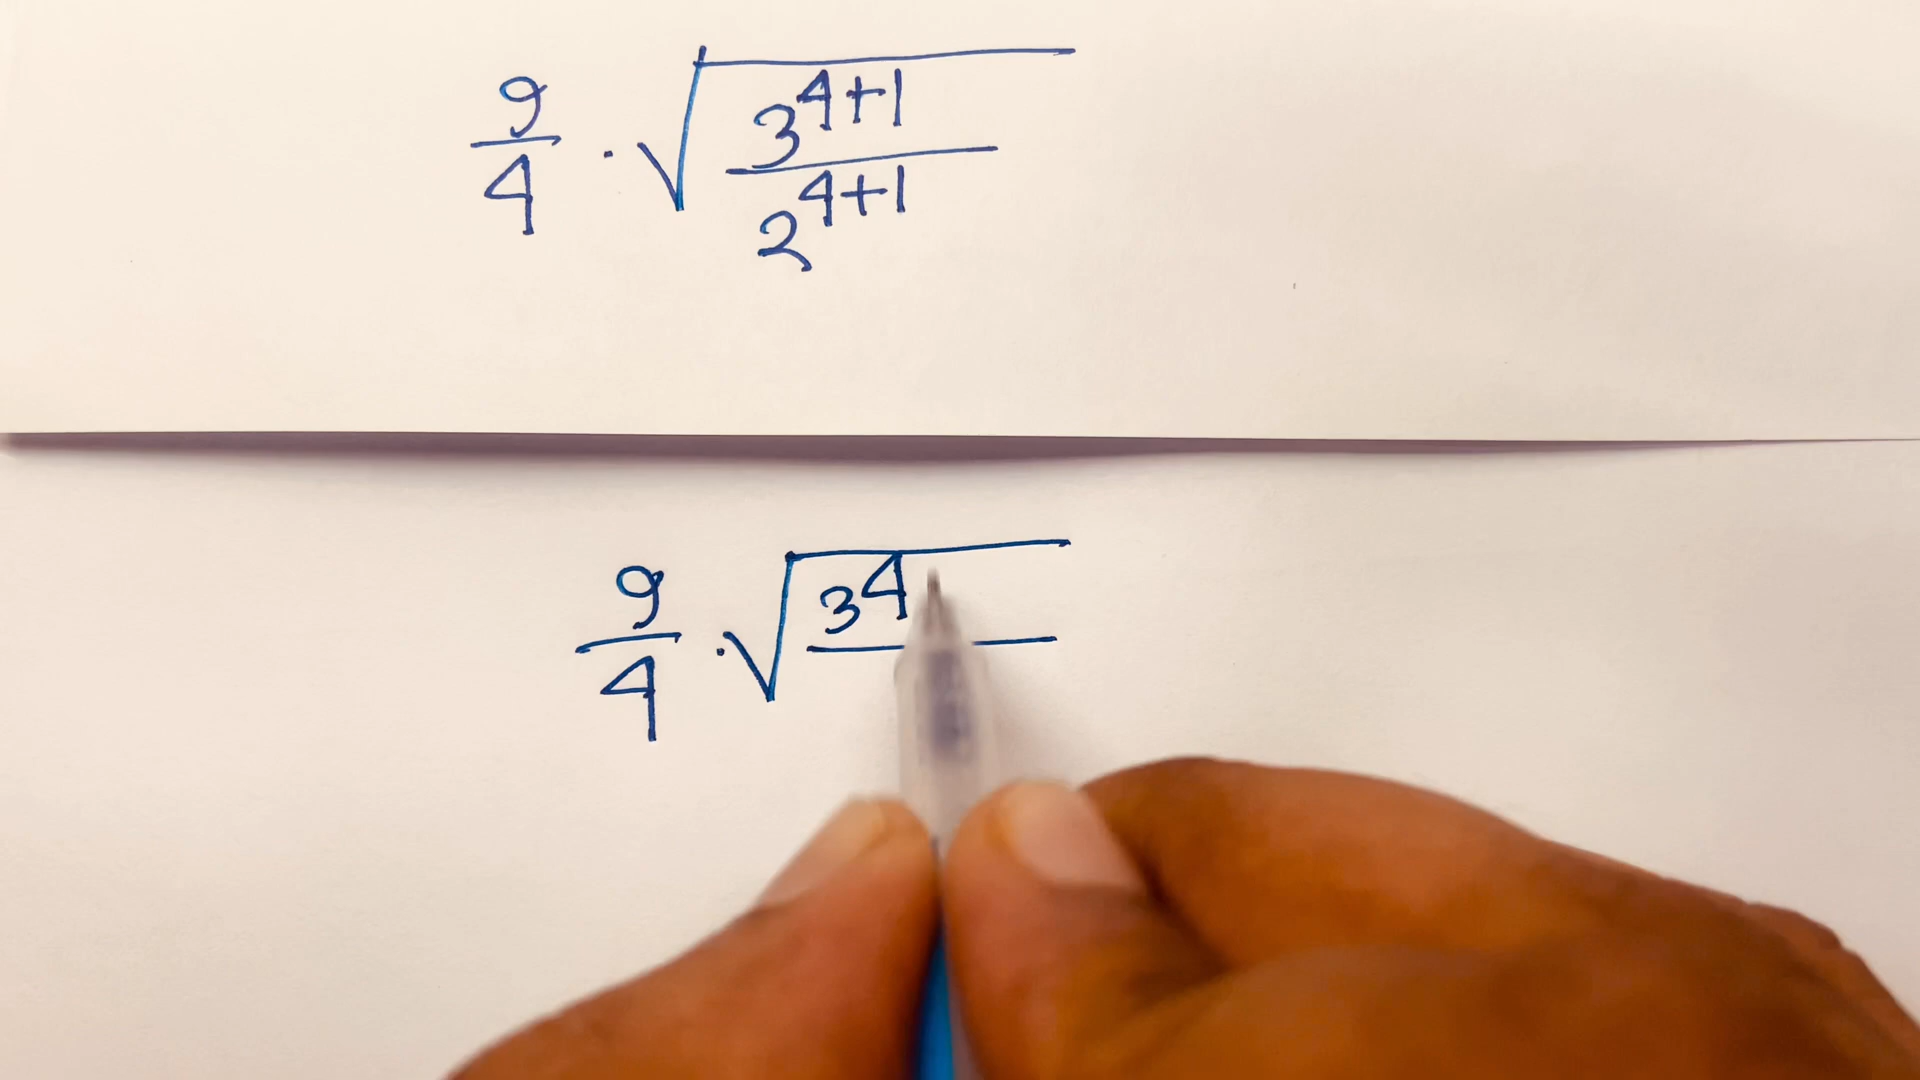 9/4 · √(3^(4+1) / 2^(4+1))
9/4 · √(3^4 /